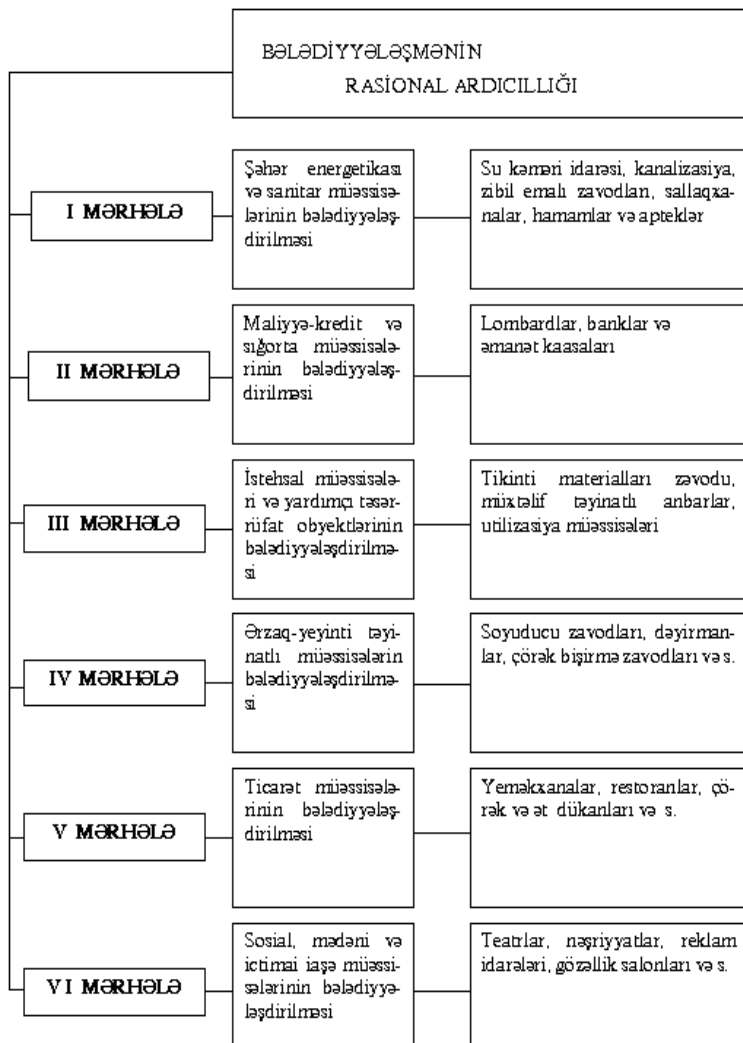 BƏLƏDİYYƏLƏŞMƏNİN
RASİONAL ARDICILLIĞI
I MƏRHƏLƏ
Şəhər energetikası
və sanitar müəssisə-
lərinin bələdiyyələş-
dirilməsi
Su kəməri idarəsi, kanalizasiya,
zibil emalı zavodları, sallaqxa-
nalar, hamamlar və apteklər
II MƏRHƏLƏ
Maliyyə-kredit və
sığorta müəssisələ-
rinin bələdiyyələş-
dirilməsi
Lombardlar, banklar və
əmanət kaasaları
III MƏRHƏLƏ
İstehsal müəssisələ-
ri və yardımçı təsər-
rüfat obyektlərinin
bələdiyyələşdirilmə-
si
Tikinti materialları zavodu,
müxtəlif təyinatlı anbarlar,
utilizasiya müəssisələri
IV MƏRHƏLƏ
Ərzaq-yeyinti təyi-
natlı müəssisələrin
bələdiyyələşdirilmə-
si
Soyuducu zavodları, dəyirman-
lar, çörək bişirmə zavodları və s.
V MƏRHƏLƏ
Ticarət müəssisələ-
rinin bələdiyyələş-
dirilməsi
Yeməkxanalar, restoranlar, çö-
rək və ət dükanları və s.
VI MƏRHƏLƏ
Sosial, mədəni və
ictimai iaşə müəssi-
sələrinin bələdiyyə-
ləşdirilməsi
Teatrlar, nəşriyyatlar, reklam
idarələri, gözəllik salonları və s.